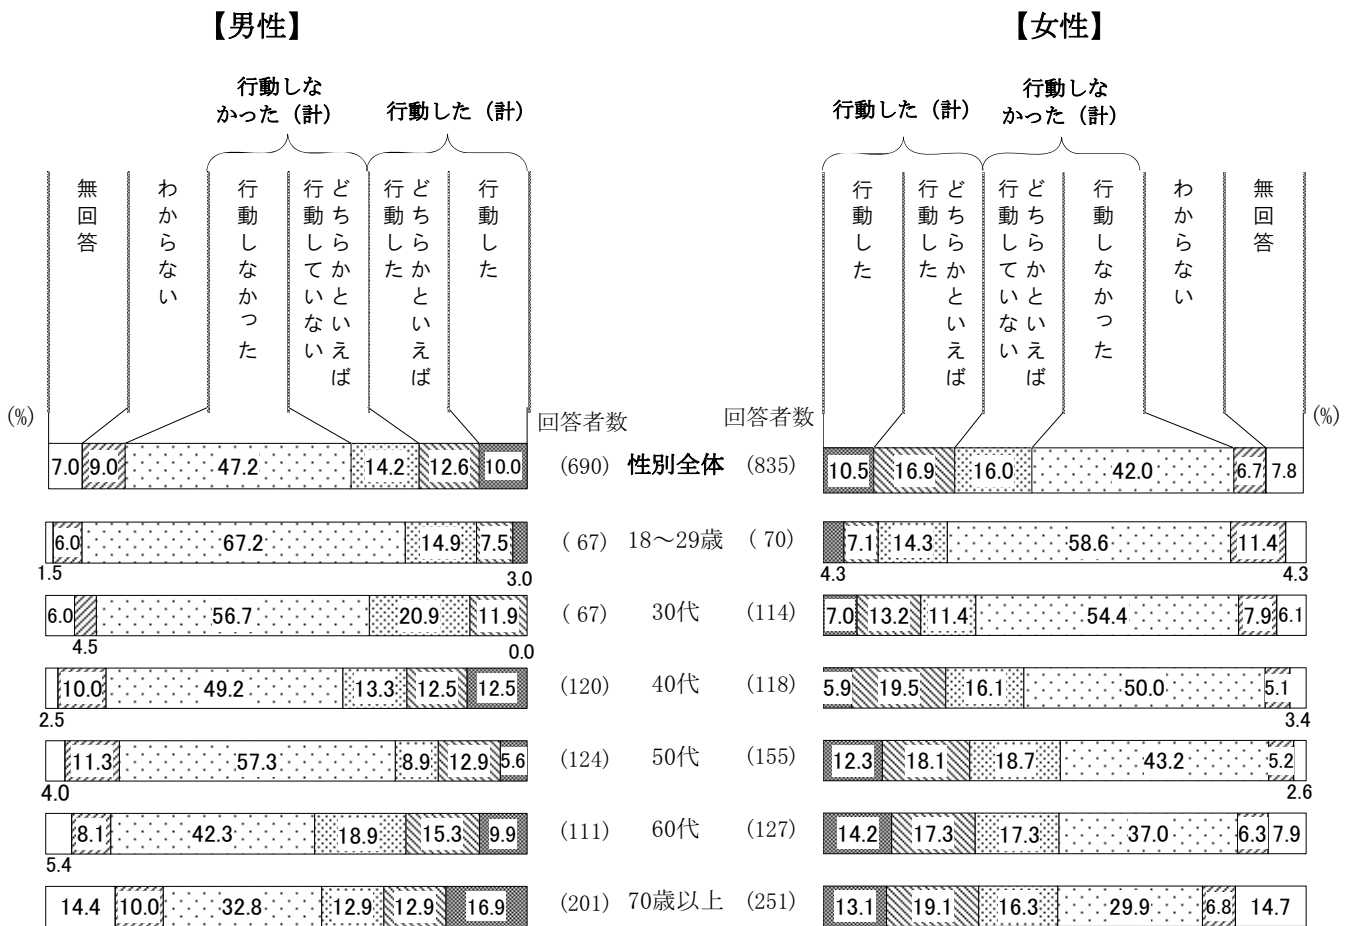 【男性】
【女性】
行動しな
かった（計）
行動した（計）
行動した（計）
行動しな
かった（計）
無回答
わからない
行動しなかった
どちらかといえば
行動していない
どちらかといえば
行動した
行動した
行動した
どちらかといえば
行動した
どちらかといえば
行動していない
行動しなかった
わからない
無回答
(%) 回答者数 回答者数 (%)
7.0 9.0 47.2 14.2 12.6 10.0 (690) 性別全体 (835) 10.5 16.9 16.0 42.0 6.7 7.8
6.0 67.2 14.9 7.5 ( 67) 18～29歳 ( 70) 7.1 14.3 58.6 11.4
1.5 3.0 4.3 4.3
6.0 56.7 20.9 11.9 ( 67) 30代 (114) 7.0 13.2 11.4 54.4 7.9 6.1
4.5 0.0
10.0 49.2 13.3 12.5 12.5 (120) 40代 (118) 5.9 19.5 16.1 50.0 5.1
2.5 3.4
11.3 57.3 8.9 12.9 5.6 (124) 50代 (155) 12.3 18.1 18.7 43.2 5.2
4.0 2.6
8.1 42.3 18.9 15.3 9.9 (111) 60代 (127) 14.2 17.3 17.3 37.0 6.3 7.9
5.4
14.4 10.0 32.8 12.9 12.9 16.9 (201) 70歳以上 (251) 13.1 19.1 16.3 29.9 6.8 14.7